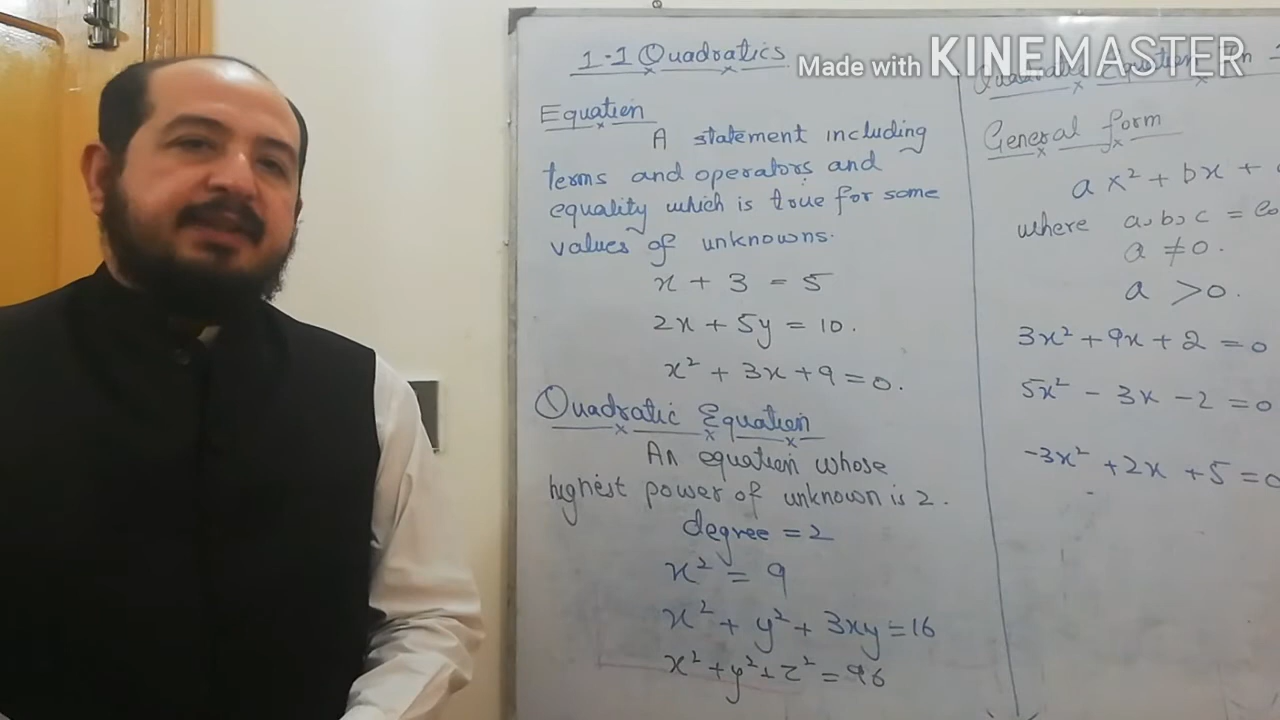 1.1 Quadratics
Made with KINEMASTER
Equation
A statement including
terms and operators and
equality which is true for some
values of unknowns.
x + 3 = 5
2x + 5y = 10.
x² + 3x + 9 = 0.
Quadratic Equation
An equation whose
highest power of unknown is 2.
degree = 2
x² = 9
x² + y² + 3xy = 16
x² + y² + z² = 96
Quadratic Equation
General form
ax² + bx +
where a, b, c =
a ≠ 0.
a > 0.
3x² + 9x + 2 = 0
5x² - 3x - 2 = 0
-3x² + 2x + 5 = 0